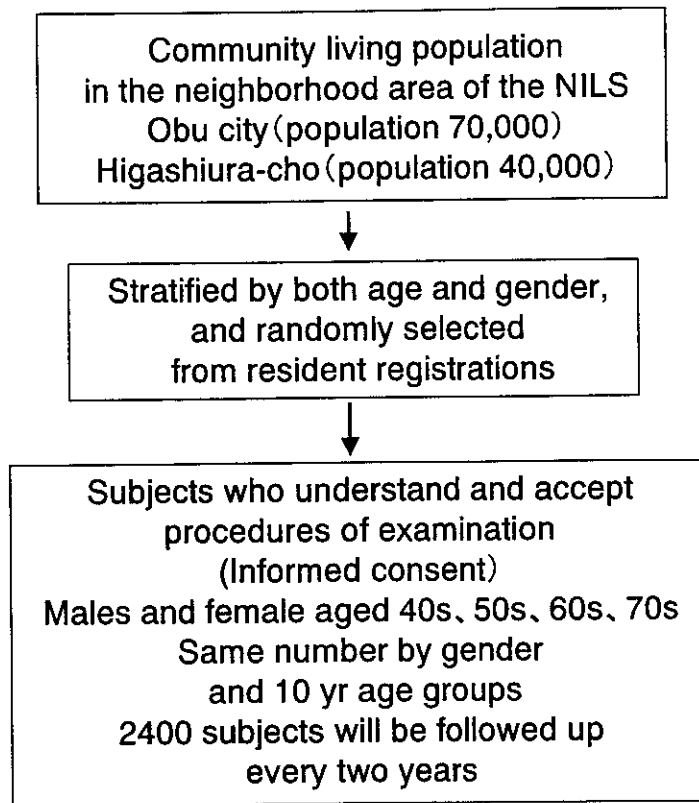 Community living population
in the neighborhood area of the NILS
Obu city(population 70,000)
Higashiura-cho(population 40,000)
Stratified by both age and gender,
and randomly selected
from resident registrations
Subjects who understand and accept
procedures of examination
(Informed consent)
Males and female aged 40s、50s、60s、70s
Same number by gender
and 10 yr age groups
2400 subjects will be followed up
every two years